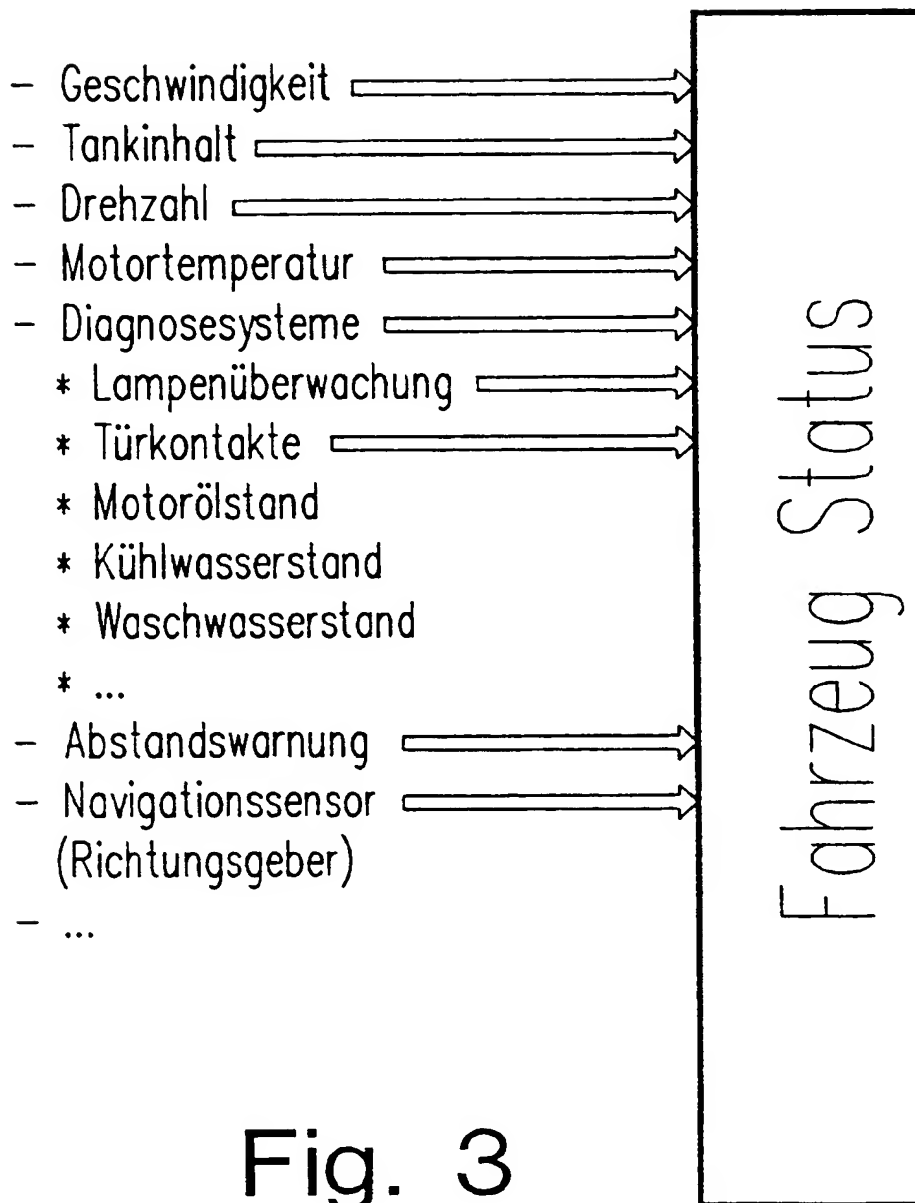 - Geschwindigkeit
- Tankinhalt
- Drehzahl
- Motortemperatur
- Diagnosesysteme
* Lampenüberwachung
* Türkontakte
* Motorölstand
* Kühlwasserstand
* Waschwasserstand
* ...
- Abstandswarnung
- Navigationssensor
(Richtungsgeber)
- ...
Fahrzeug Status
Fig. 3